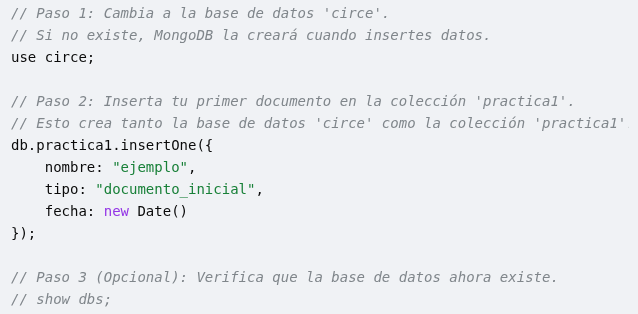 // Paso 1: Cambia a la base de datos 'circe'.
// Si no existe, MongoDB la creará cuando insertes datos.
use circe;
// Paso 2: Inserta tu primer documento en la colección 'practica1'.
// Esto crea tanto la base de datos 'circe' como la colección 'practica1'
db.practica1.insertOne({
    nombre: "ejemplo",
    tipo: "documento_inicial",
    fecha: new Date()
});
// Paso 3 (Opcional): Verifica que la base de datos ahora existe.
// show dbs;